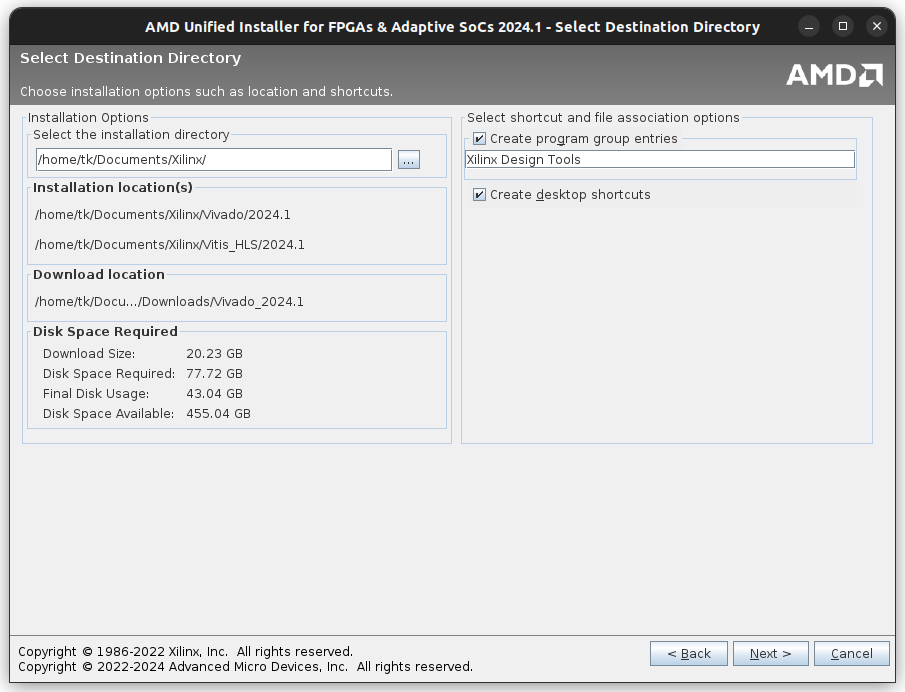 AMD Unified Installer for FPGAs & Adaptive SoCs 2024.1 - Select Destination Directory
Select Destination Directory
AMD
Choose installation options such as location and shortcuts.
Installation Options
Select the installation directory
/home/tk/Documents/Xilinx/
...
Installation location(s)
/home/tk/Documents/Xilinx/Vivado/2024.1
/home/tk/Documents/Xilinx/Vitis_HLS/2024.1
Download location
/home/tk/Docu.../Downloads/Vivado_2024.1
Disk Space Required
Download Size: 20.23 GB
Disk Space Required: 77.72 GB
Final Disk Usage: 43.04 GB
Disk Space Available: 455.04 GB
Select shortcut and file association options
Create program group entries
Xilinx Design Tools
Create desktop shortcuts
Copyright © 1986-2022 Xilinx, Inc. All rights reserved.
Copyright © 2022-2024 Advanced Micro Devices, Inc. All rights reserved.
< Back
Next >
Cancel